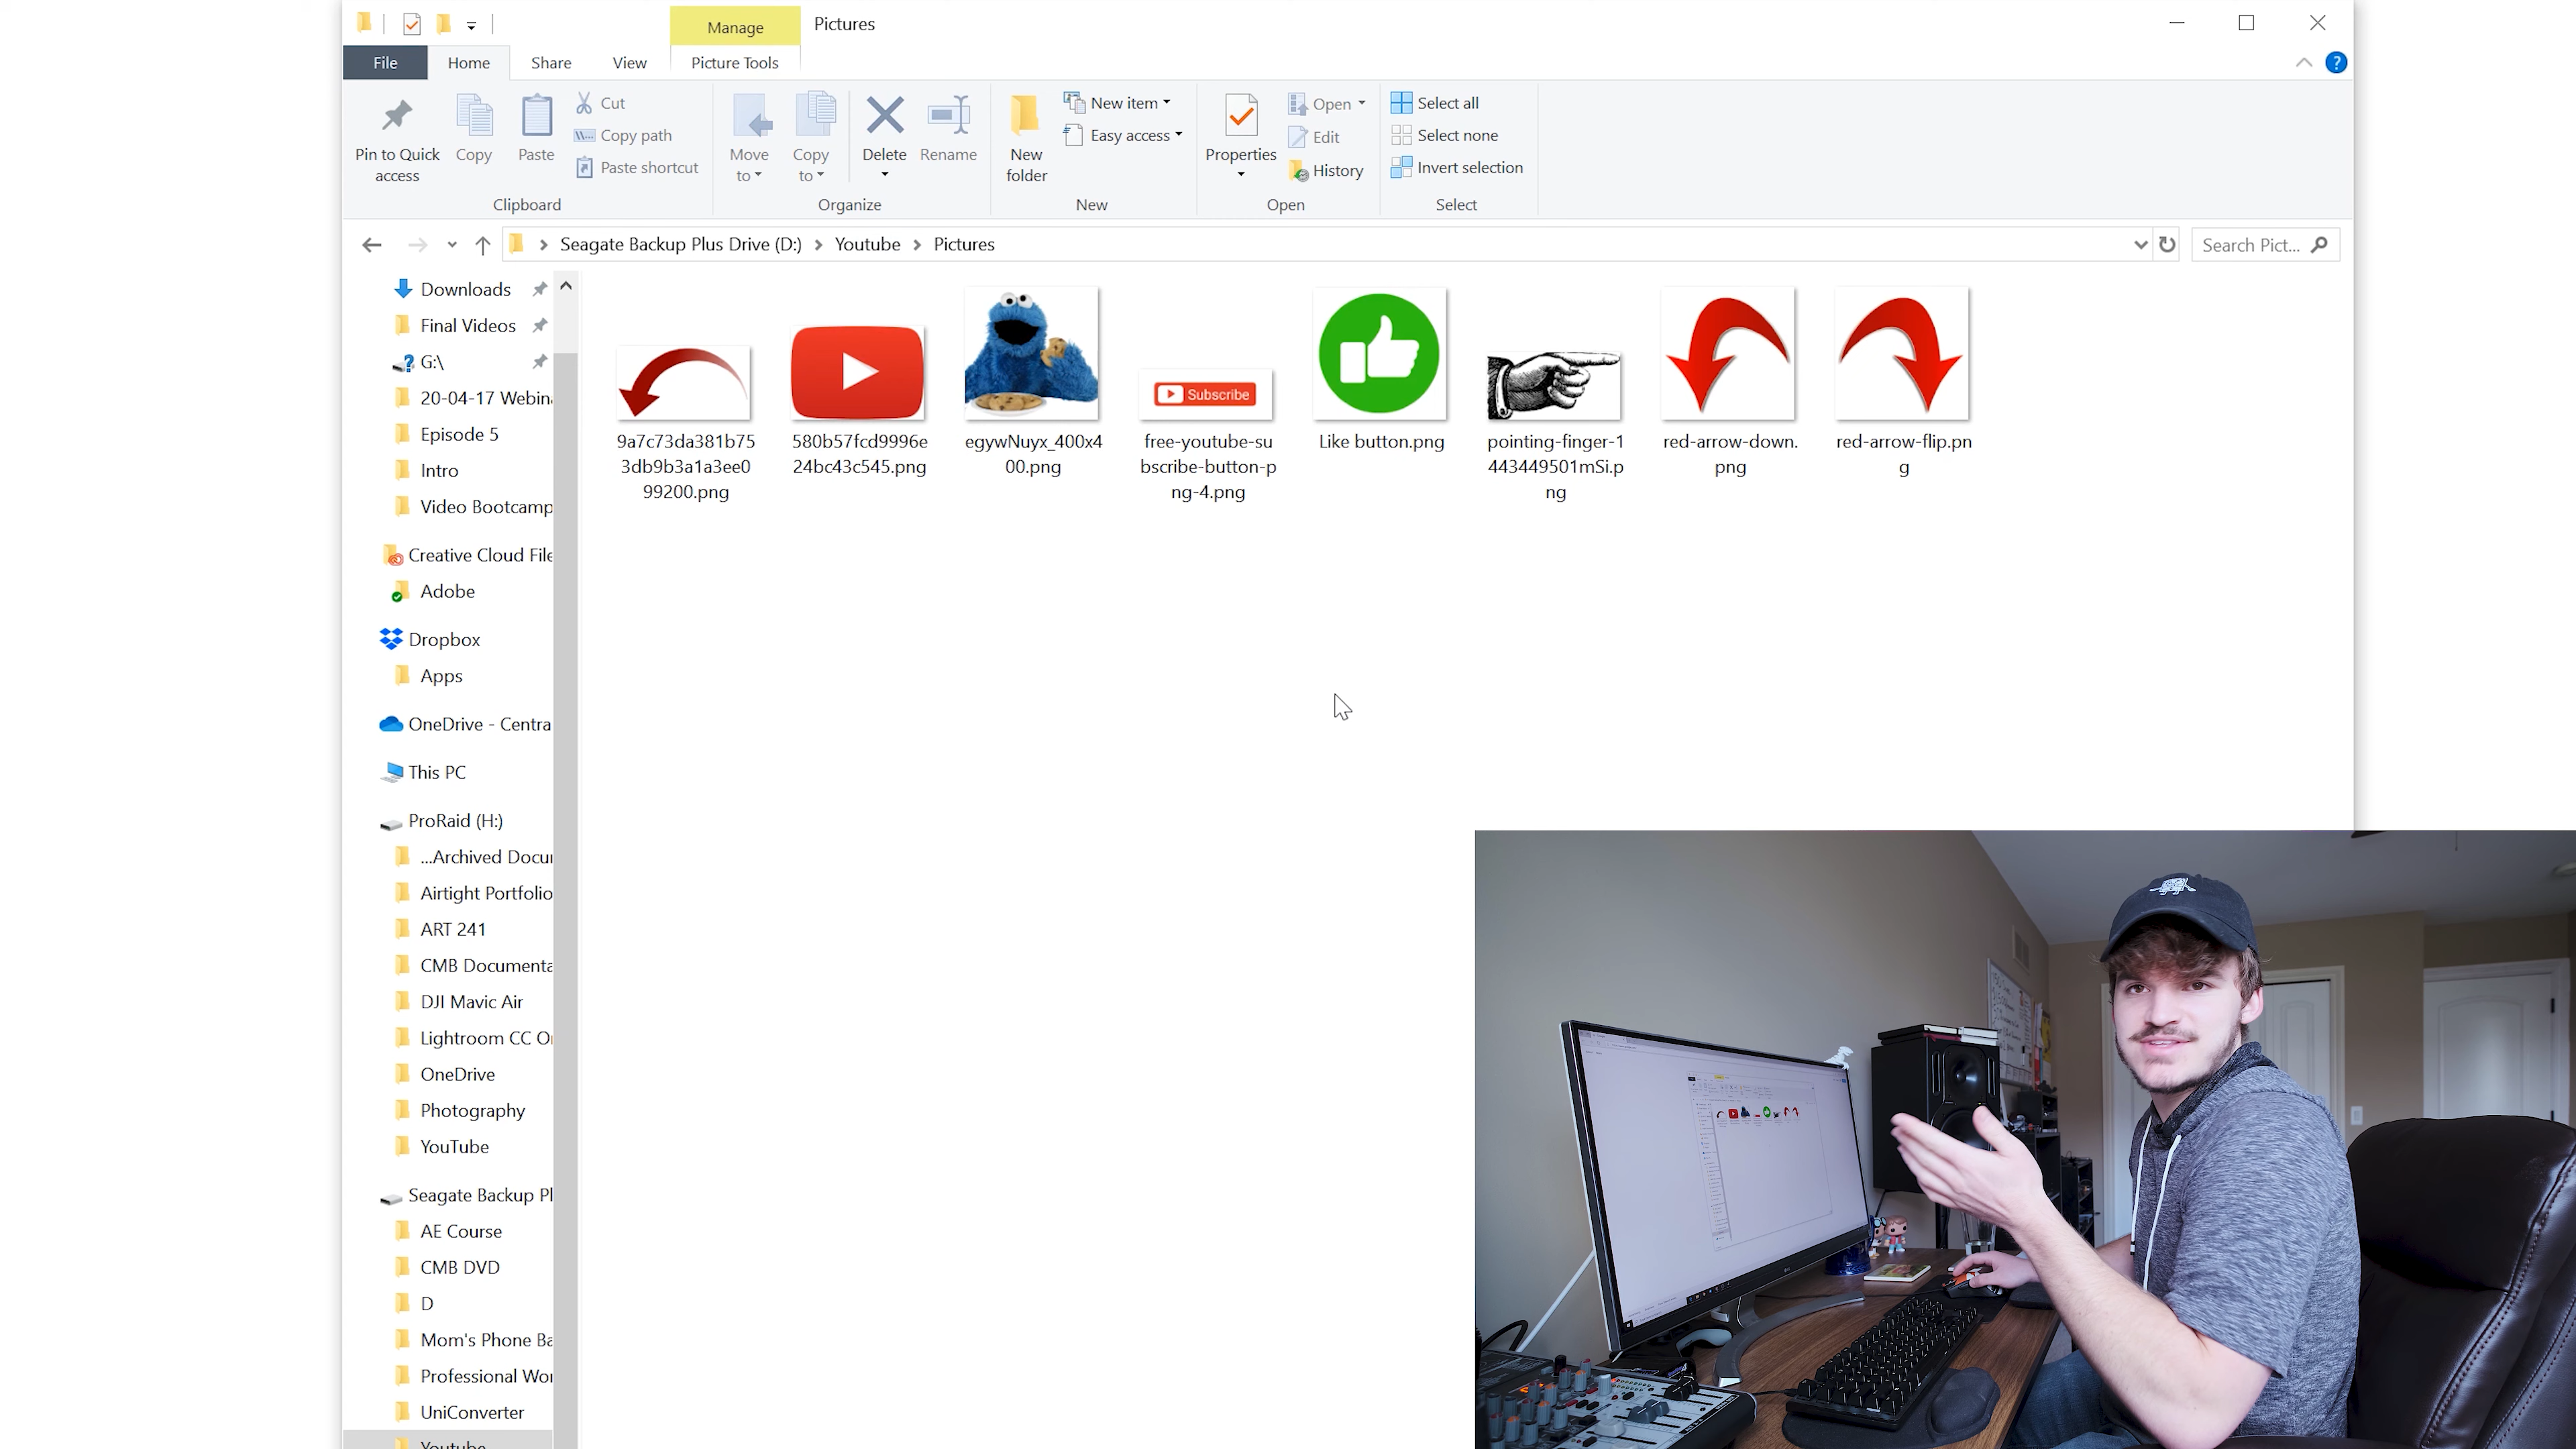 Manage Pictures
File Home Share View Picture Tools
Pin to Quick access
Copy
Paste
Cut
Copy path
Paste shortcut
Clipboard
Move to
Copy to
Delete
Rename
Organize
New folder
New item
Easy access
New
Properties
Open
Edit
History
Open
Select all
Select none
Invert selection
Select
Seagate Backup Plus Drive (D:) Youtube Pictures
Search Pict...
Downloads
Final Videos
G:\
20-04-17 Webin
Episode 5
Intro
Video Bootcamp
Creative Cloud File
Adobe
Dropbox
Apps
OneDrive - Centra
This PC
ProRaid (H:)
...Archived Docu
Airtight Portfolio
ART 241
CMB Documenta
DJI Mavic Air
Lightroom CC O
OneDrive
Photography
YouTube
Seagate Backup Pl
AE Course
CMB DVD
D
Mom's Phone Ba
Professional Wor
UniConverter
Youtube
Subscribe
9a7c73da381b75
3db9b3a1a3ee0
99200.png
580b57fcd9996e
24bc43c545.png
egywNuyx_400x4
00.png
free-youtube-su
bscribe-button-p
ng-4.png
Like button.png
pointing-finger-1
443449501mSi.p
ng
red-arrow-down.
png
red-arrow-flip.pn
g